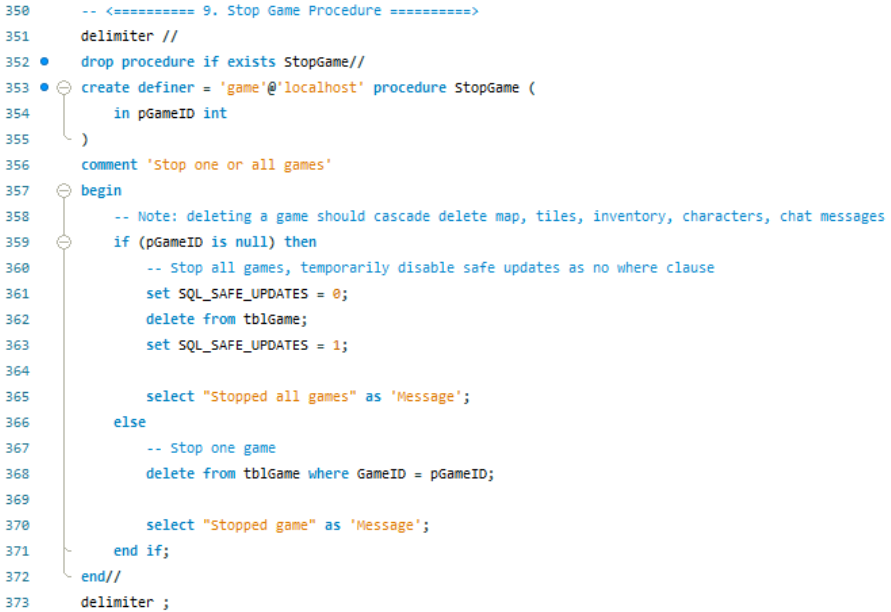 350 -- <========== 9. Stop Game Procedure ==========>
351 delimiter //
352 drop procedure if exists StopGame//
353 create definer = 'game'@'localhost' procedure StopGame (
354 in pGameID int
355 )
356 comment 'Stop one or all games'
357 begin
358 -- Note: deleting a game should cascade delete map, tiles, inventory, characters, chat messages
359 if (pGameID is null) then
360 -- Stop all games, temporarily disable safe updates as no where clause
361 set SQL_SAFE_UPDATES = 0;
362 delete from tblGame;
363 set SQL_SAFE_UPDATES = 1;
364
365 select "Stopped all games" as 'Message';
366 else
367 -- Stop one game
368 delete from tblGame where GameID = pGameID;
369
370 select "Stopped game" as 'Message';
371 end if;
372 end//
373 delimiter ;